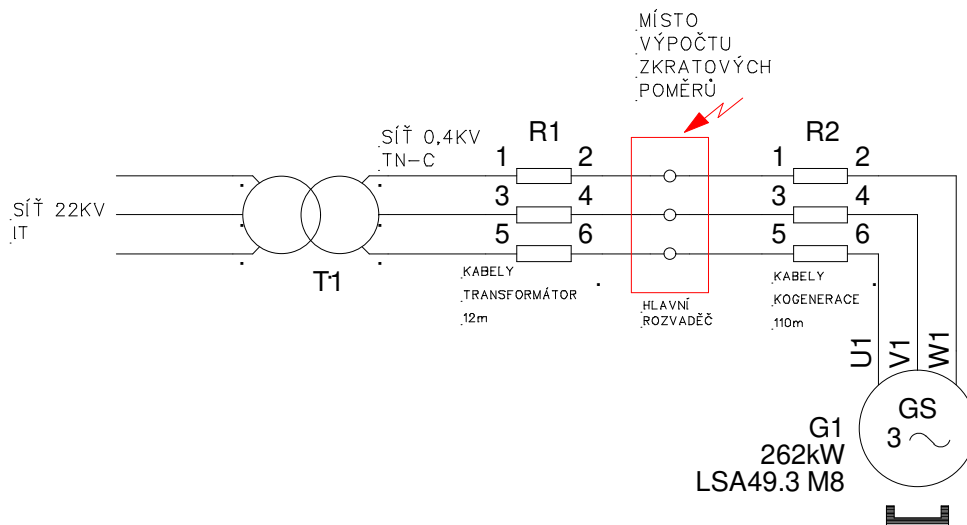 MÍSTO
VÝPOČTU
ZKRATOVÝCH
POMĚRŮ
SÍŤ 0,4KV
TN-C
R1
R2
1 2
1 2
SÍŤ 22KV
IT
3 4
3 4
5 6
5 6
T1
KABELY
TRANSFORMÁTOR
12m
HLAVNÍ
ROZVADĚČ
KABELY
KOGENERACE
110m
U1
V1
W1
GS
3
G1
262kW
LSA49.3 M8